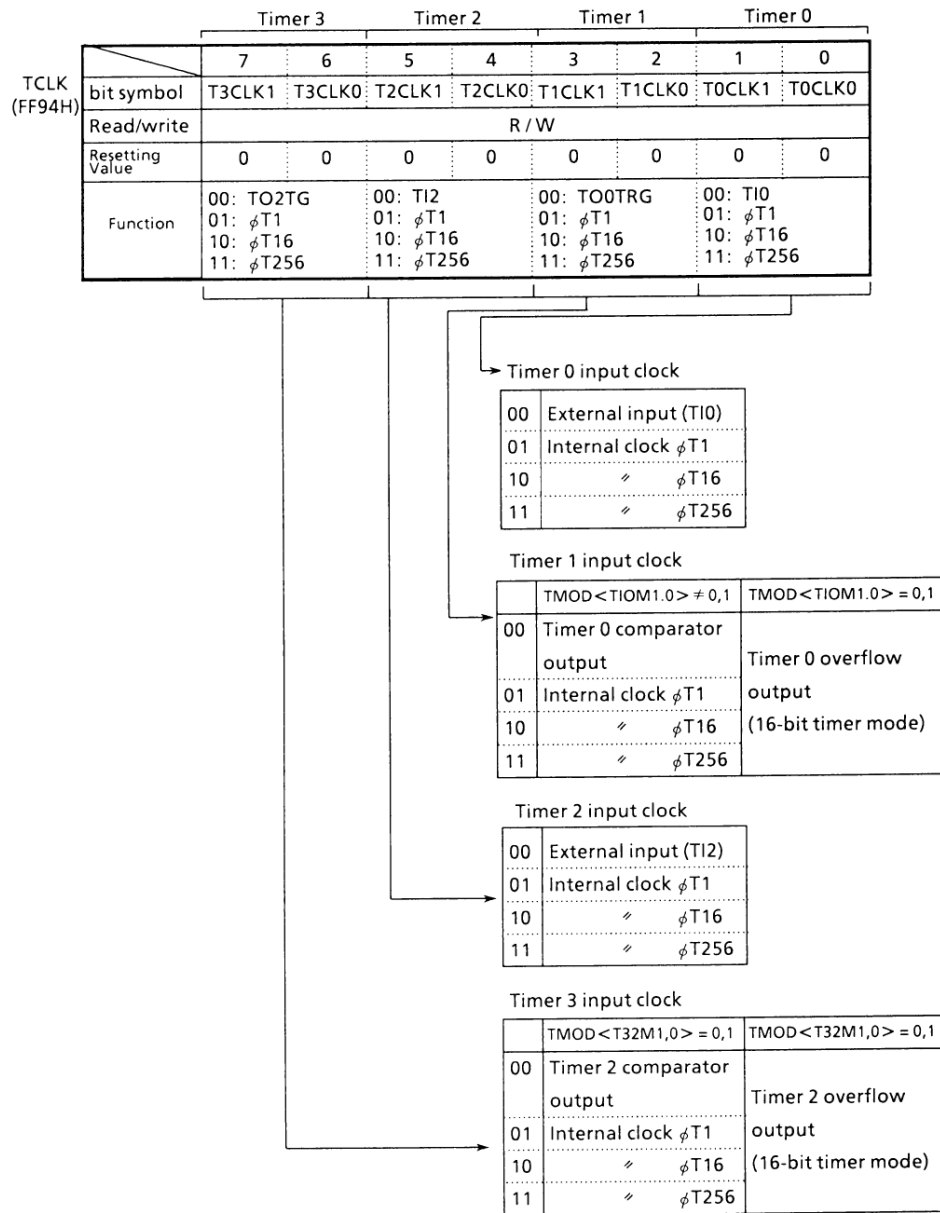 Timer 3 Timer 2 Timer 1 Timer 0
7 6 5 4 3 2 1 0
TCLK
(FF94H)
bit symbol T3CLK1 T3CLK0 T2CLK1 T2CLK0 T1CLK1 T1CLK0 T0CLK1 T0CLK0
Read/write R / W
Resetting
Value
0 0 0 0 0 0 0 0
Function
00: TO2TG 00: TI2 00: TO0TRG 00: TI0
01: ϕT1 01: ϕT1 01: ϕT1 01: ϕT1
10: ϕT16 10: ϕT16 10: ϕT16 10: ϕT16
11: ϕT256 11: ϕT256 11: ϕT256 11: ϕT256
Timer 0 input clock
00 External input (TI0)
01 Internal clock ϕT1
10 〃 ϕT16
11 〃 ϕT256
Timer 1 input clock
TMOD<TIOM1.0> ≠ 0,1 TMOD<TIOM1.0> = 0,1
00 Timer 0 comparator
output
01 Internal clock ϕT1
10 〃 ϕT16
11 〃 ϕT256
Timer 0 overflow
output
(16-bit timer mode)
Timer 2 input clock
00 External input (TI2)
01 Internal clock ϕT1
10 〃 ϕT16
11 〃 ϕT256
Timer 3 input clock
TMOD<T32M1,0> = 0,1 TMOD<T32M1,0> = 0,1
00 Timer 2 comparator
output
01 Internal clock ϕT1
10 〃 ϕT16
11 〃 ϕT256
Timer 2 overflow
output
(16-bit timer mode)